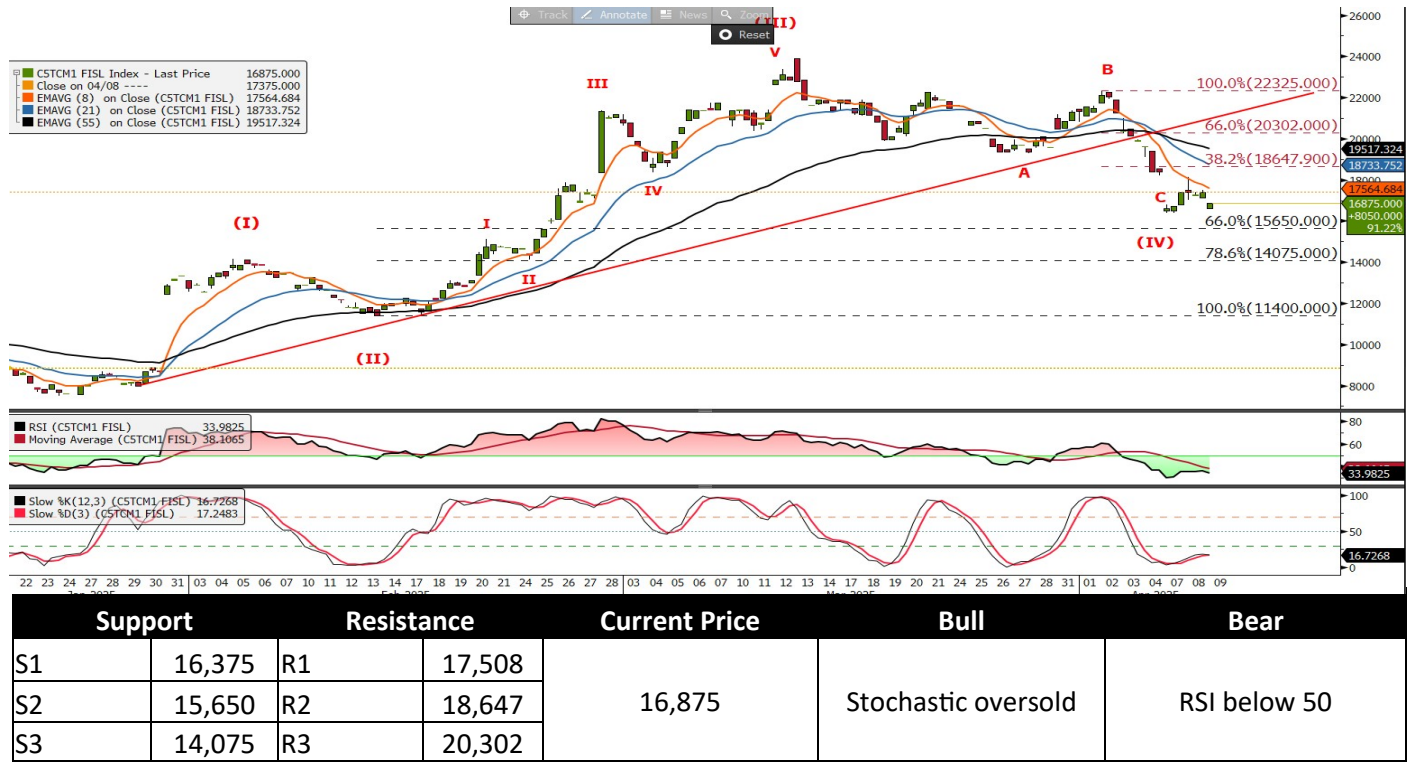 Track Annotate News Zoom
Reset
C5TCM1 FISL Index - Last Price 16875.000
Close on 04/08 ---- 17375.000
EMAVG (8) on Close (C5TCM1 FISL) 17564.684
EMAVG (21) on Close (C5TCM1 FISL) 18733.752
EMAVG (55) on Close (C5TCM1 FISL) 19517.324
(I)
(II)
I
II
III
IV
V
(III)
A
B
C
(IV)
100.0%(22325.000)
66.0%(20302.000)
38.2%(18647.900)
66.0%(15650.000)
78.6%(14075.000)
100.0%(11400.000)
26000
24000
22000
20000
19517.324
18733.752
18000
17564.684
16875.000
+8050.000
91.22%
14000
12000
10000
8000
RSI (C5TCM1 FISL) 33.9825
Moving Average (C5TCM1 FISL) 38.1065
80
60
33.9825
Slow %K(12,3) (C5TCM1 FISL) 16.7268
Slow %D(3) (C5TCM1 FISL) 17.2483
100
50
16.7268
0
22 23 24 27 28 29 30 31 03 04 05 06 07 10 11 12 13 14 17 18 19 20 21 24 25 26 27 28 03 04 05 06 07 10 11 12 13 14 17 18 19 20 21 24 25 26 27 28 31 01 02 03 04 07 08 09
Support Resistance Current Price Bull Bear
S1 16,375 R1 17,508
S2 15,650 R2 18,647 16,875 Stochastic oversold RSI below 50
S3 14,075 R3 20,302